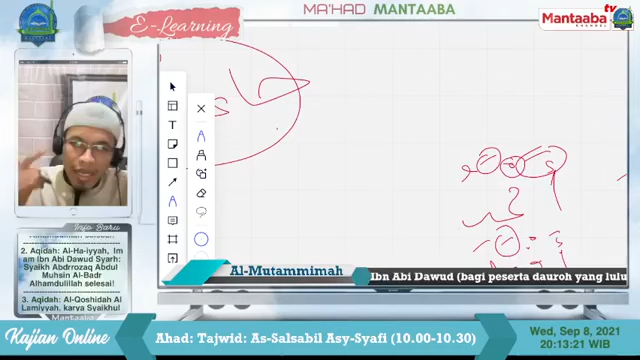 E-Learning
MA'HAD MANTAABA
Mantaaba tv
CHANNEL
Info Baru
2. Aqidah: Al-Ha-iyyah, Im
am Ibn Abi Dawud Syarh:
Syaikh Abdrrozaq Abdul
Muhsin Al-Badr
Alhamdulillah selesai!
3. Aqidah: Al-Qoshidah Al
Lamiyyah, karya Syaikhul
Al-Mutammimah
Ibn Abi Dawud (bagi peserta dauroh yang lulu
Kajian Online
Ahad: Tajwid: As-Salsabil Asy-Syafi (10.00-10.30)
Wed, Sep 8, 2021
20:13:21 WIB